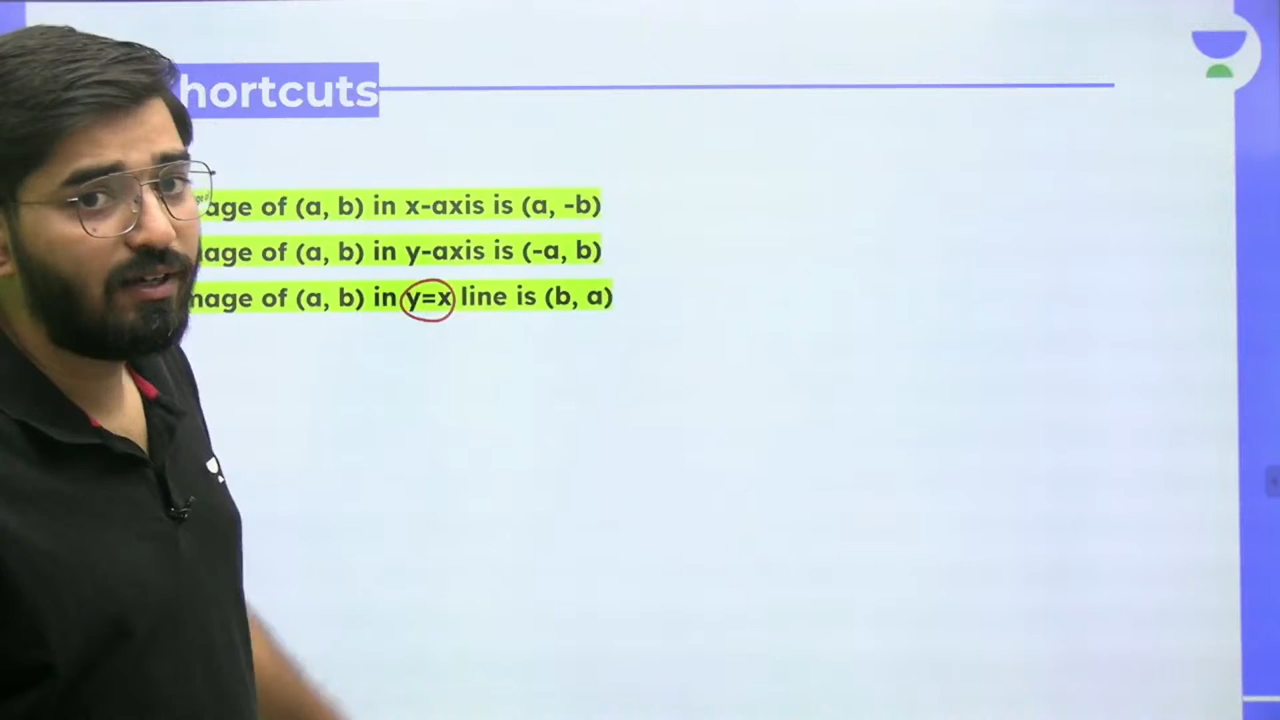 hortcuts
age of (a, b) in x-axis is (a, -b)
age of (a, b) in y-axis is (-a, b)
mage of (a, b) in y=x line is (b, a)